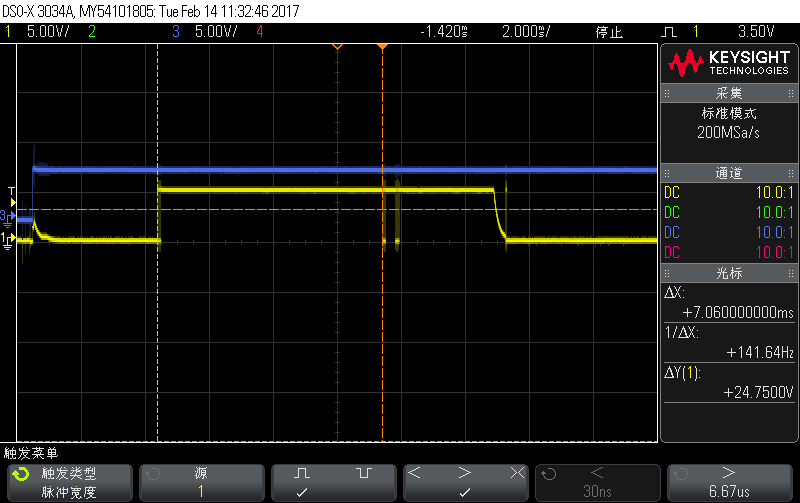 DSO-X 3034A, MY54101805: Tue Feb 14 11:32:46 2017
1 5.00V/ 2 3 5.00V/ 4 -1.420ms 2.000ms/ 停止 1 3.50V
KEYSIGHT
TECHNOLOGIES
采集
标准模式
200MSa/s
通道
DC 10.0:1
DC 10.0:1
DC 10.0:1
DC 10.0:1
光标
ΔX:
+7.060000000ms
1/ΔX:
+141.64Hz
ΔY(1):
+24.7500V
T
3
1
触发菜单
触发类型
脉冲宽度
源
1
✓
< > ><
✓
<
30ns
>
6.67us